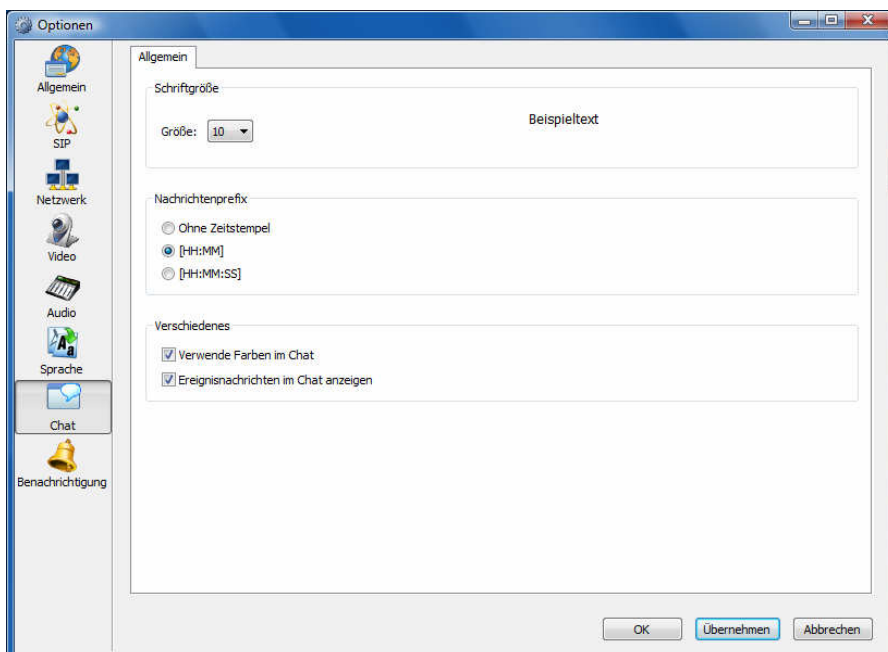 Optionen
Allgemein
SIP
Netzwerk
Video
Audio
Sprache
Chat
Benachrichtigung
Allgemein
Schriftgröße
Größe: 10
Beispieltext
Nachrichtenprefix
Ohne Zeitstempel
[HH:MM]
[HH:MM:SS]
Verschiedenes
Verwende Farben im Chat
Ereignisnachrichten im Chat anzeigen
OK Übernehmen Abbrechen